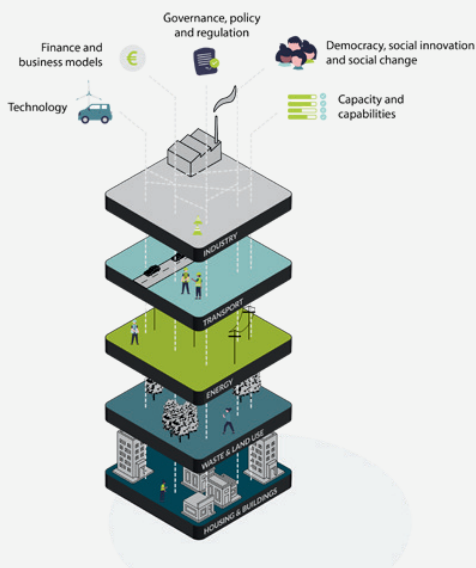 Governance, policy
and regulation
Finance and
business models
Democracy, social innovation
and social change
Technology
Capacity and
capabilities
€
INDUSTRY
TRANSPORT
ENERGY
WASTE & LAND USE
HOUSING & BUILDINGS